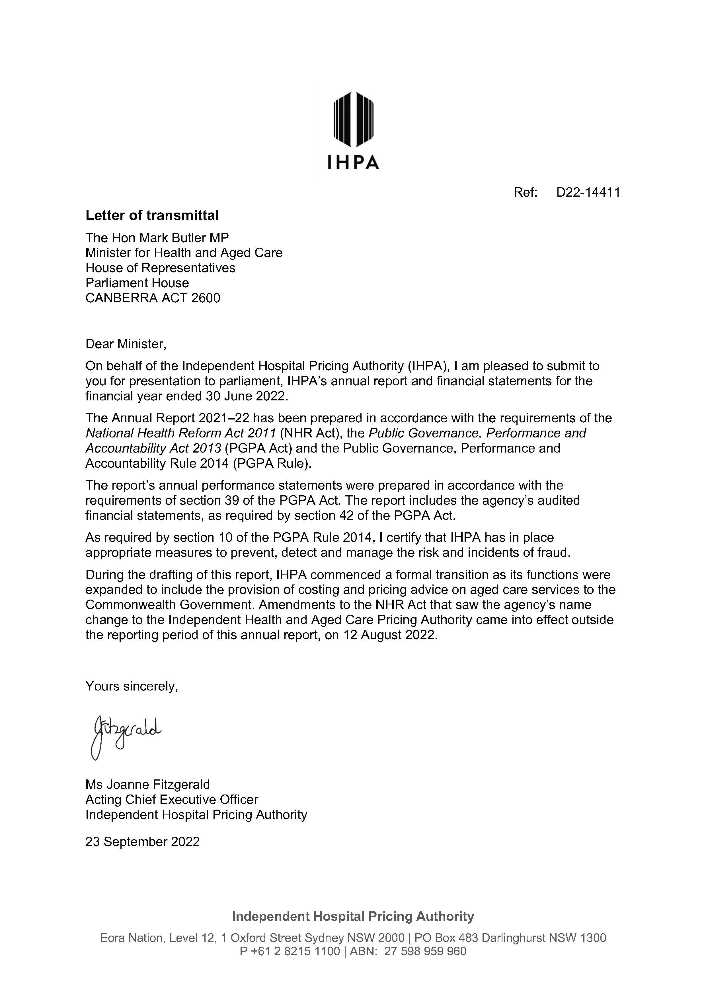 IHPA
Ref: D22-14411
Letter of transmittal
The Hon Mark Butler MP
Minister for Health and Aged Care
House of Representatives
Parliament House
CANBERRA ACT 2600
Dear Minister,
On behalf of the Independent Hospital Pricing Authority (IHPA), I am pleased to submit to
you for presentation to parliament, IHPA’s annual report and financial statements for the
financial year ended 30 June 2022.
The Annual Report 2021–22 has been prepared in accordance with the requirements of the
National Health Reform Act 2011 (NHR Act), the Public Governance, Performance and
Accountability Act 2013 (PGPA Act) and the Public Governance, Performance and
Accountability Rule 2014 (PGPA Rule).
The report’s annual performance statements were prepared in accordance with the
requirements of section 39 of the PGPA Act. The report includes the agency’s audited
financial statements, as required by section 42 of the PGPA Act.
As required by section 10 of the PGPA Rule 2014, I certify that IHPA has in place
appropriate measures to prevent, detect and manage the risk and incidents of fraud.
During the drafting of this report, IHPA commenced a formal transition as its functions were
expanded to include the provision of costing and pricing advice on aged care services to the
Commonwealth Government. Amendments to the NHR Act that saw the agency’s name
change to the Independent Health and Aged Care Pricing Authority came into effect outside
the reporting period of this annual report, on 12 August 2022.
Yours sincerely,
JFitzgerald
Ms Joanne Fitzgerald
Acting Chief Executive Officer
Independent Hospital Pricing Authority
23 September 2022
Independent Hospital Pricing Authority
Eora Nation, Level 12, 1 Oxford Street Sydney NSW 2000 | PO Box 483 Darlinghurst NSW 1300
P +61 2 8215 1100 | ABN: 27 598 959 960